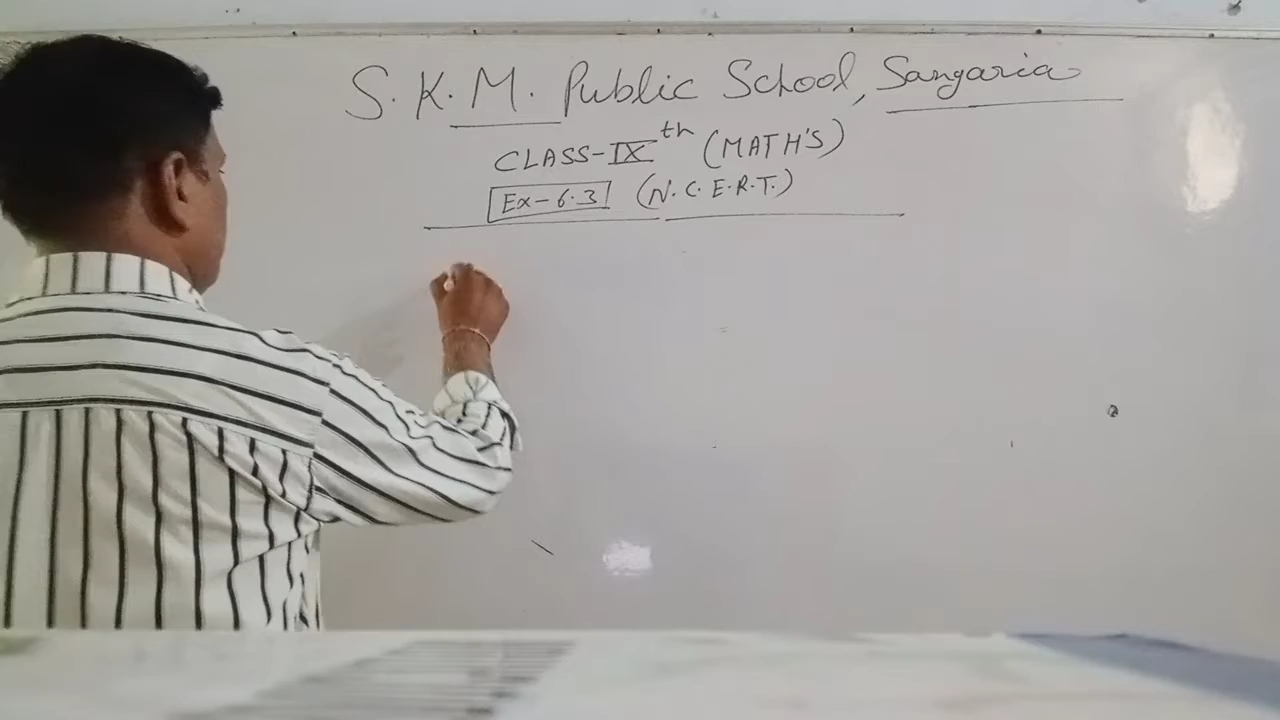 S.K.M. Public School, Sangaria
CLASS-IXth (MATH'S)
Ex-6.3 (N.C.E.R.T.)